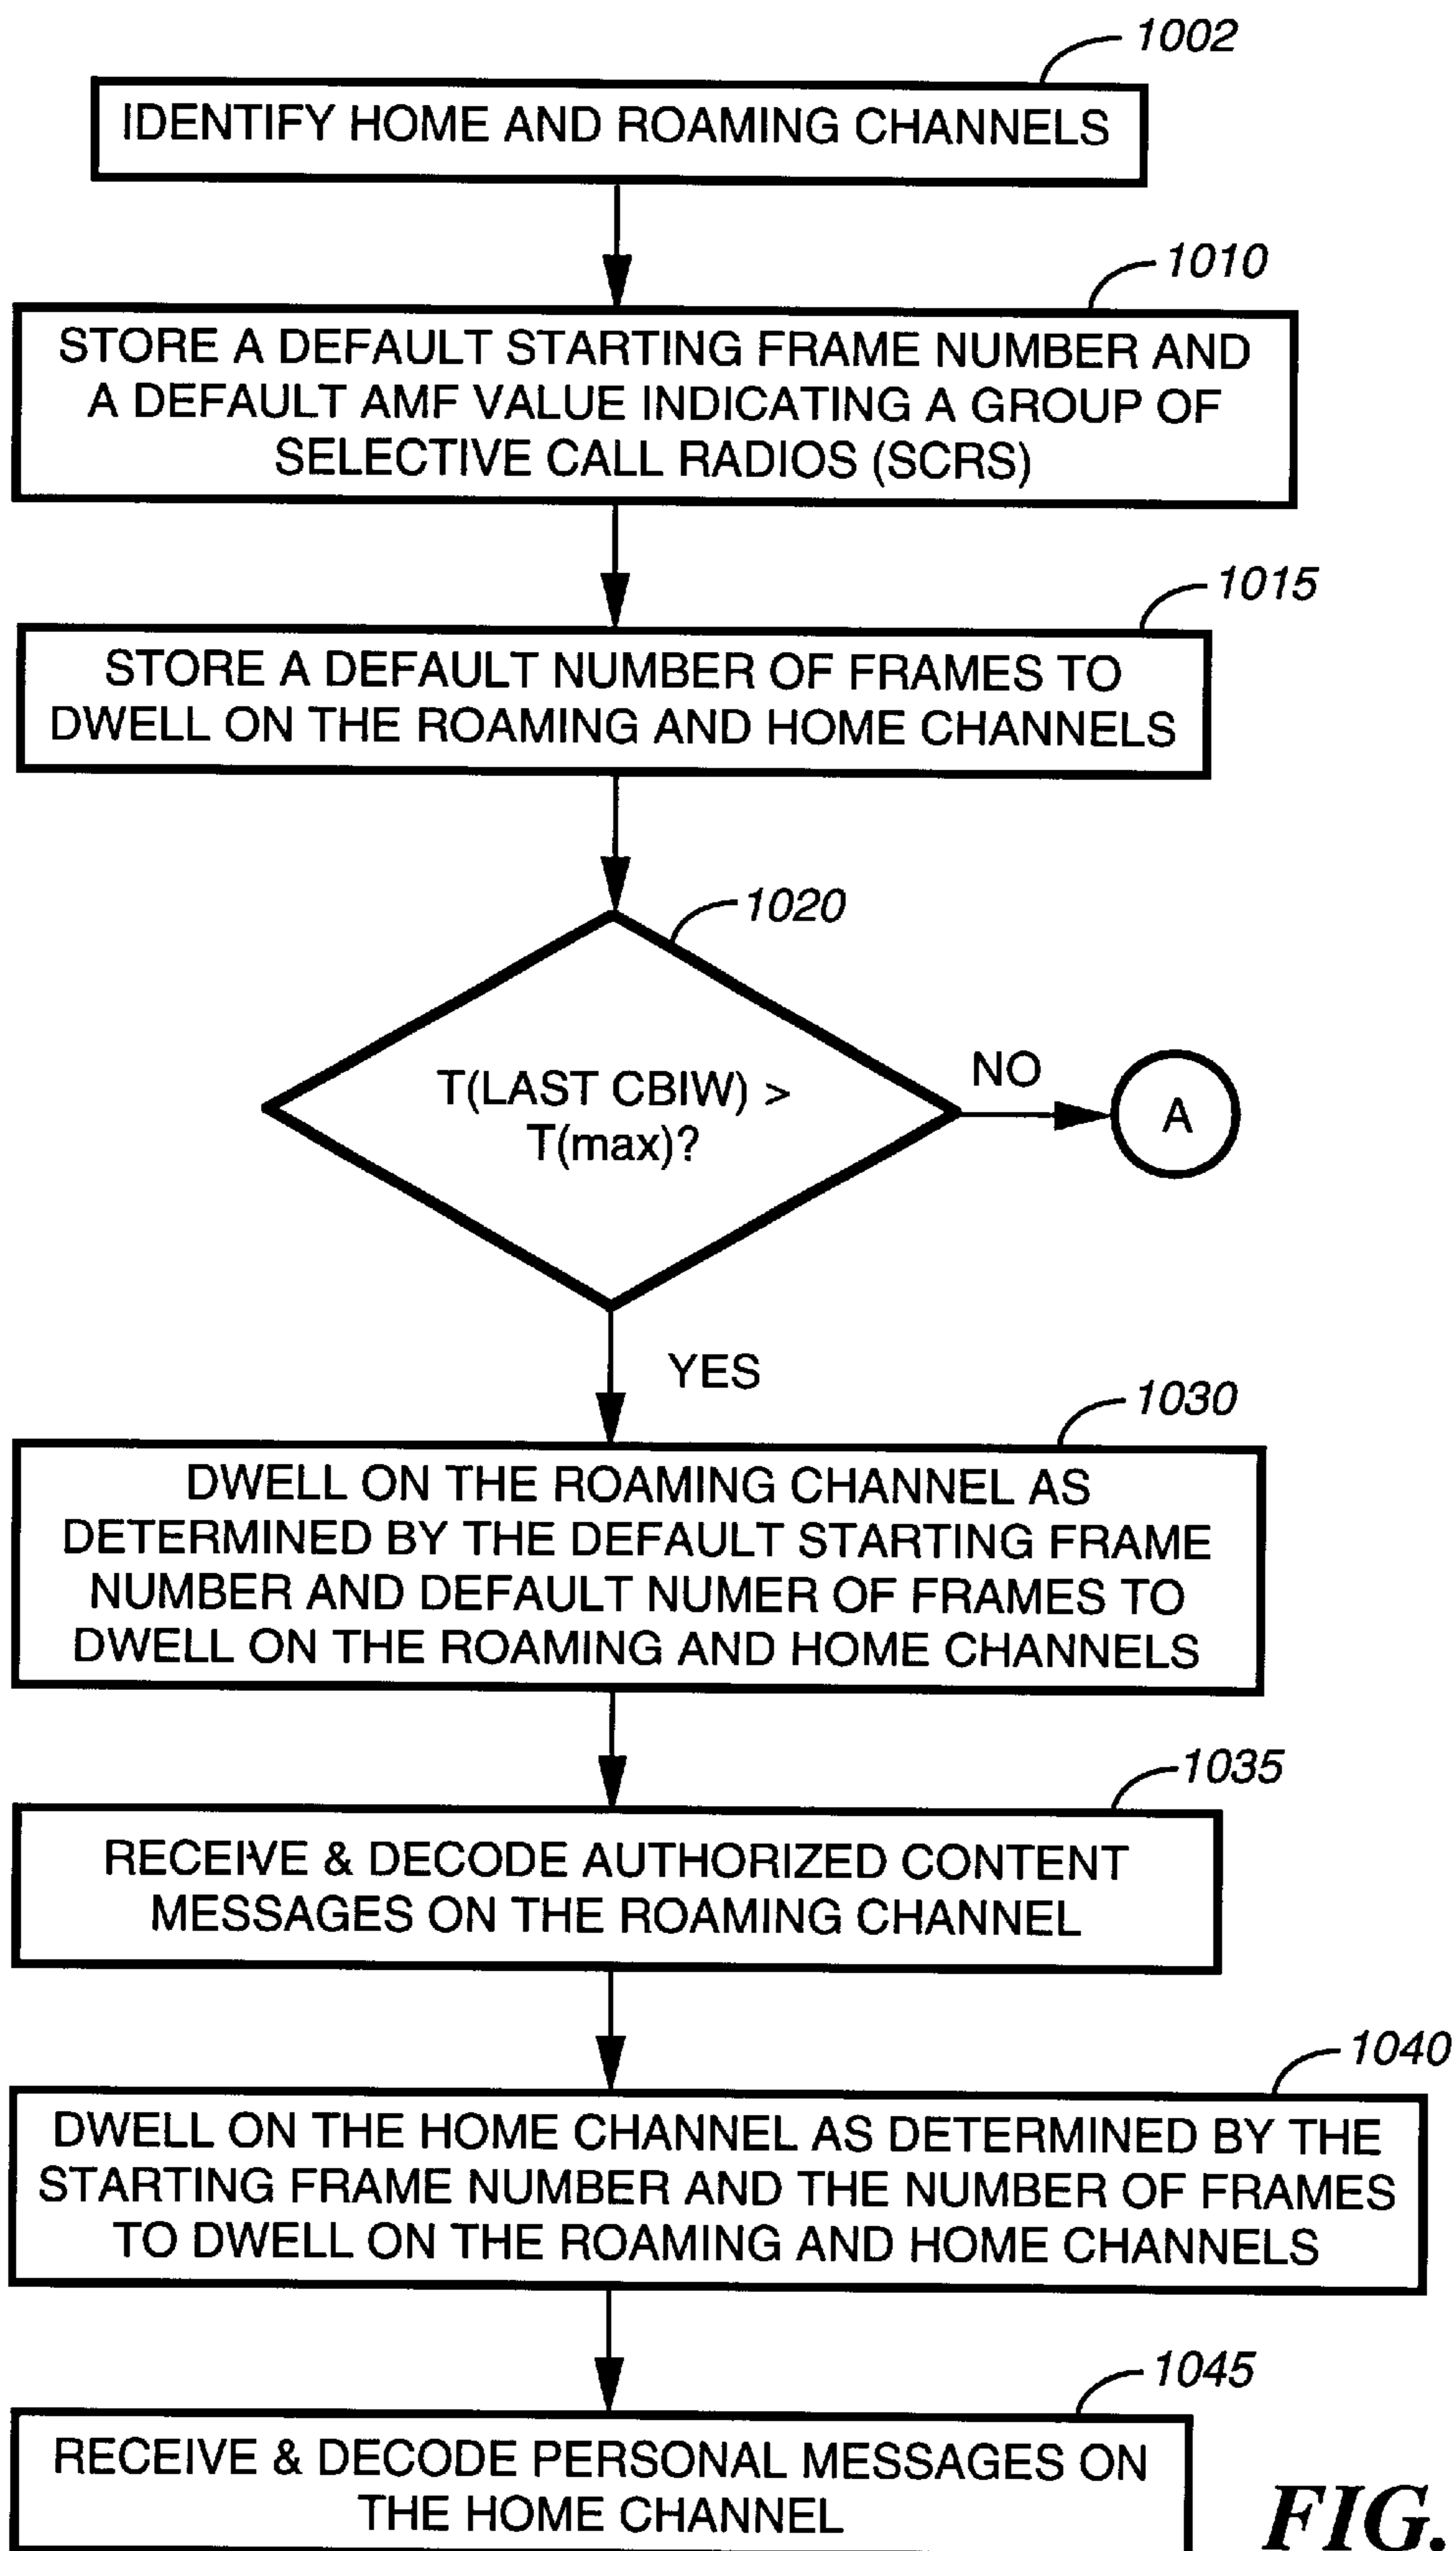 1002
IDENTIFY HOME AND ROAMING CHANNELS
1010
STORE A DEFAULT STARTING FRAME NUMBER AND
A DEFAULT AMF VALUE INDICATING A GROUP OF
SELECTIVE CALL RADIOS (SCRS)
1015
STORE A DEFAULT NUMBER OF FRAMES TO
DWELL ON THE ROAMING AND HOME CHANNELS
1020
T(LAST CBIW) >
T(max)?
NO
A
YES
1030
DWELL ON THE ROAMING CHANNEL AS
DETERMINED BY THE DEFAULT STARTING FRAME
NUMBER AND DEFAULT NUMER OF FRAMES TO
DWELL ON THE ROAMING AND HOME CHANNELS
1035
RECEIVE & DECODE AUTHORIZED CONTENT
MESSAGES ON THE ROAMING CHANNEL
1040
DWELL ON THE HOME CHANNEL AS DETERMINED BY THE
STARTING FRAME NUMBER AND THE NUMBER OF FRAMES
TO DWELL ON THE ROAMING AND HOME CHANNELS
1045
RECEIVE & DECODE PERSONAL MESSAGES ON
THE HOME CHANNEL
FIG.